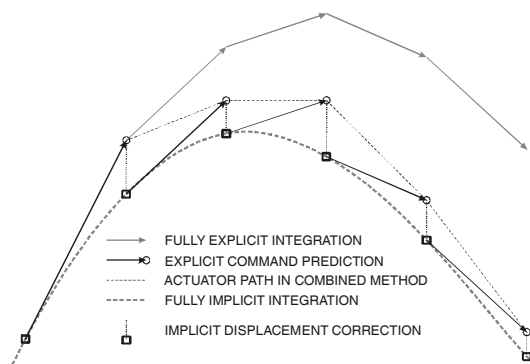 FULLY EXPLICIT INTEGRATION
EXPLICIT COMMAND PREDICTION
ACTUATOR PATH IN COMBINED METHOD
FULLY IMPLICIT INTEGRATION
IMPLICIT DISPLACEMENT CORRECTION